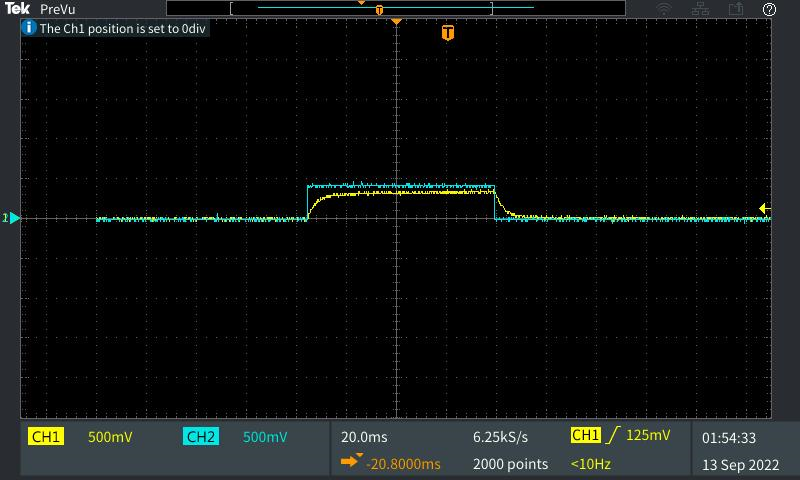 Tek PreVu
The Ch1 position is set to 0div
T
T
CH1 500mV CH2 500mV 20.0ms 6.25kS/s CH1 125mV 01:54:33
-20.8000ms 2000 points <10Hz 13 Sep 2022